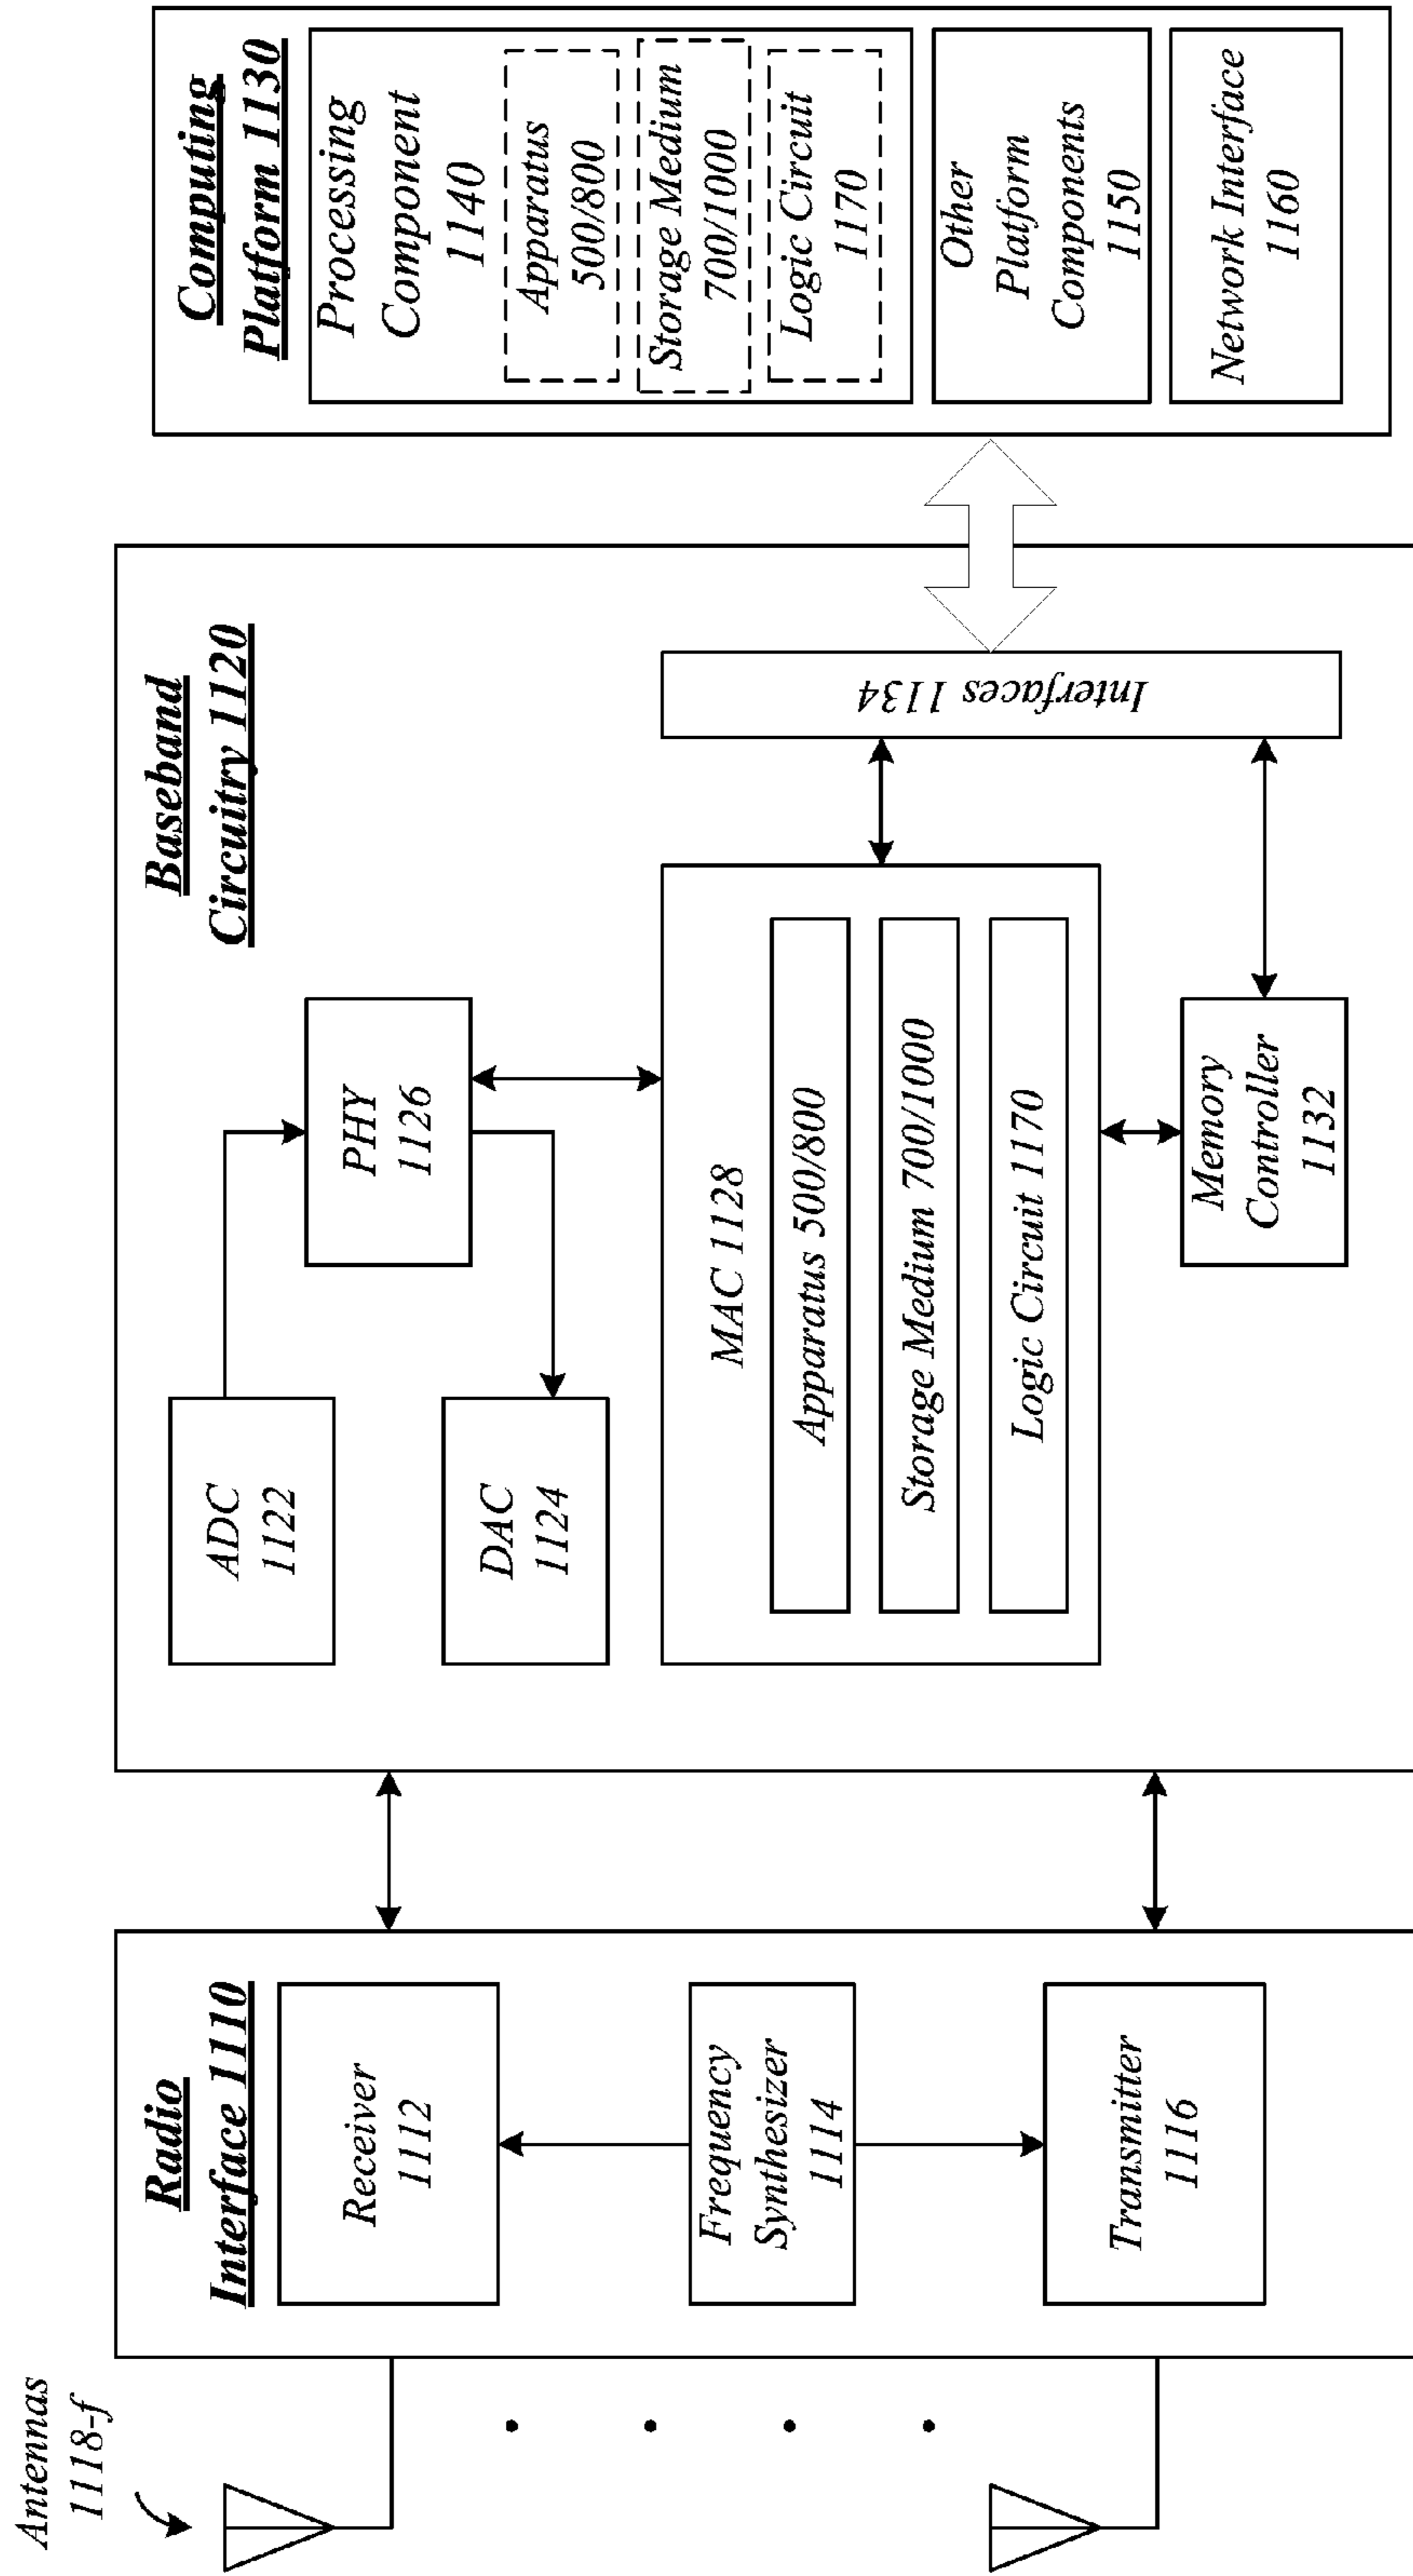 Antennas
1118-f
Radio
Interface 1110
Receiver
1112
Frequency
Synthesizer
1114
Transmitter
1116
Baseband
Circuitry 1120
ADC
1122
DAC
1124
PHY
1126
MAC 1128
Apparatus 500/800
Storage Medium 700/1000
Logic Circuit 1170
Memory
Controller
1132
Interfaces 1134
Computing
Platform 1130
Processing
Component
1140
Apparatus
500/800
Storage Medium
700/1000
Logic Circuit
1170
Other
Platform
Components
1150
Network Interface
1160